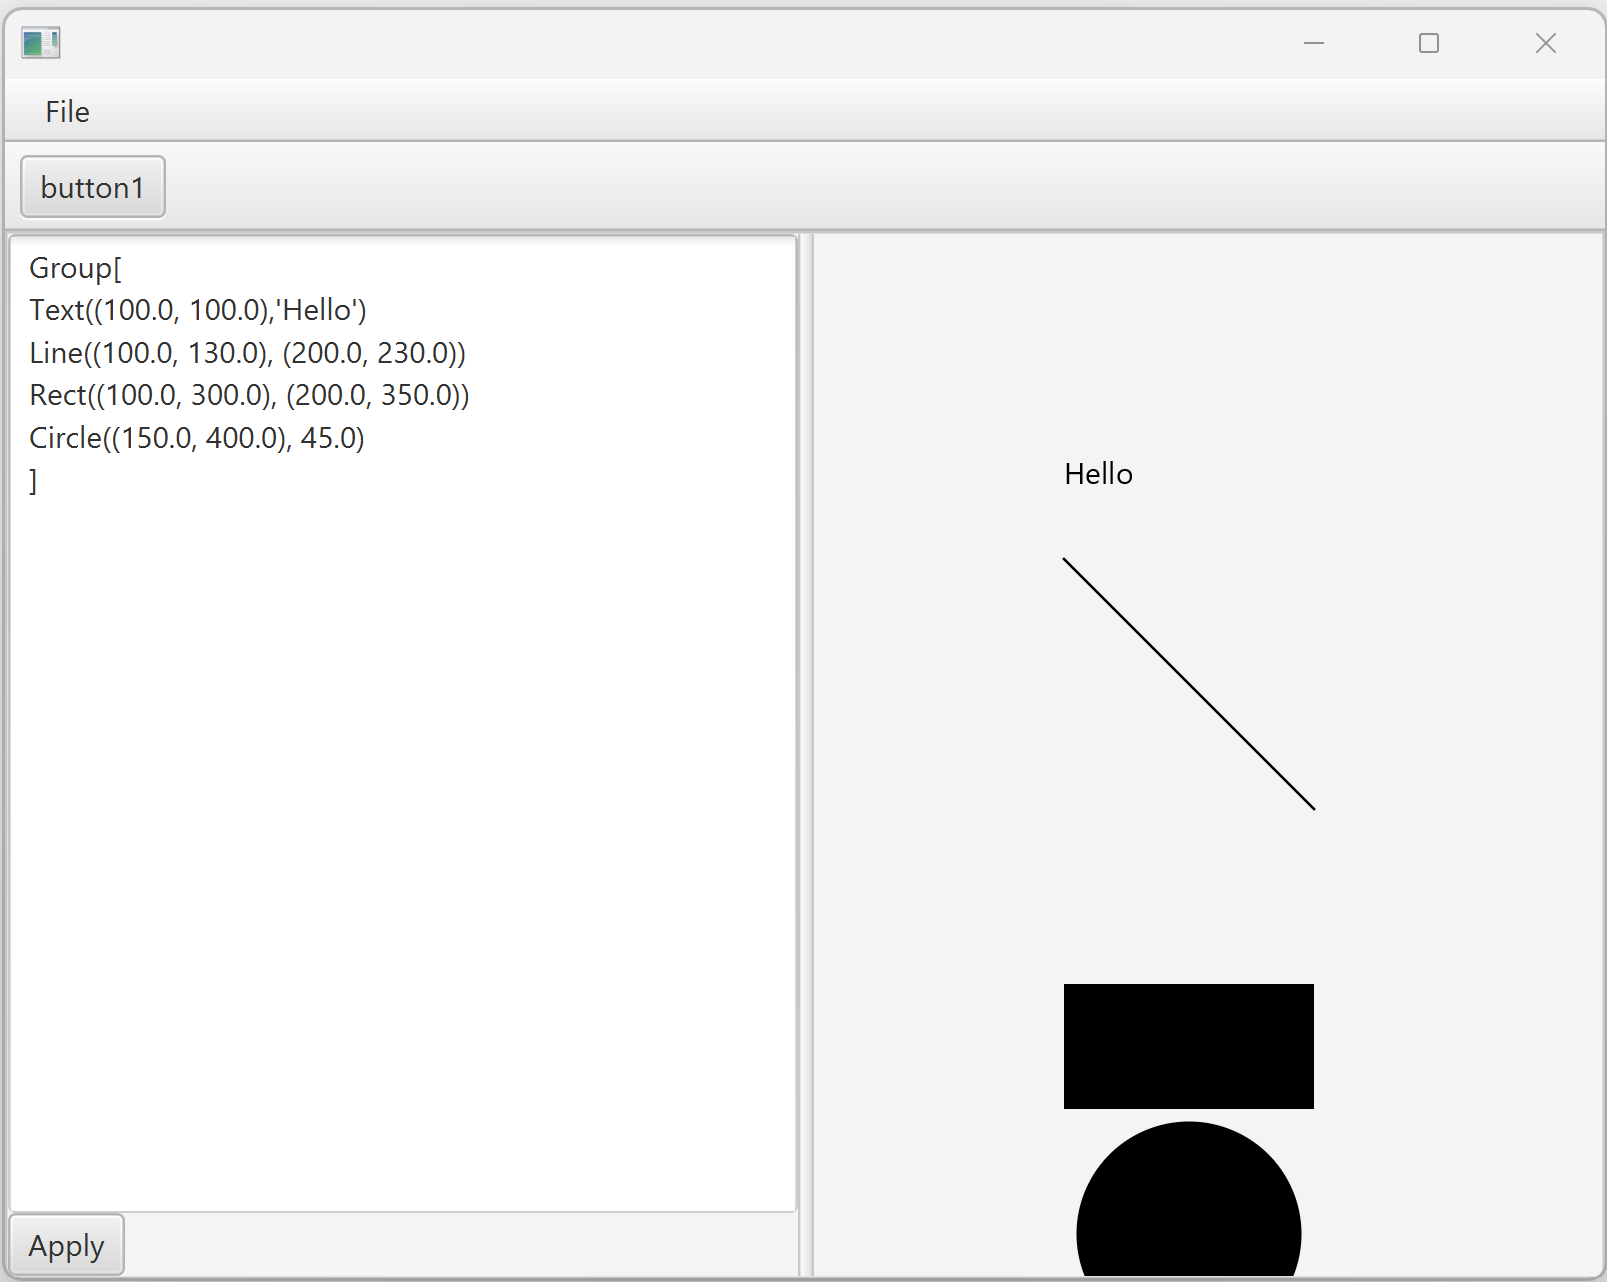 File
button1
Group[
Text((100.0, 100.0),'Hello')
Line((100.0, 130.0), (200.0, 230.0))
Rect((100.0, 300.0), (200.0, 350.0))
Circle((150.0, 400.0), 45.0)
]
Apply
Hello